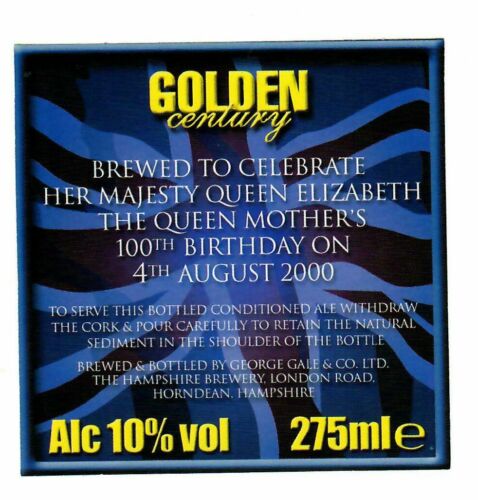 GOLDEN
century
BREWED TO CELEBRATE
HER MAJESTY QUEEN ELIZABETH
THE QUEEN MOTHER'S
100TH BIRTHDAY ON
4TH AUGUST 2000
TO SERVE THIS BOTTLED CONDITIONED ALE WITHDRAW
THE CORK & POUR CAREFULLY TO RETAIN THE NATURAL
SEDIMENT IN THE SHOULDER OF THE BOTTLE
BREWED & BOTTLED BY GEORGE GALE & CO. LTD.
THE HAMPSHIRE BREWERY, LONDON ROAD,
HORNDEAN, HAMPSHIRE
Alc 10% vol 275ml e